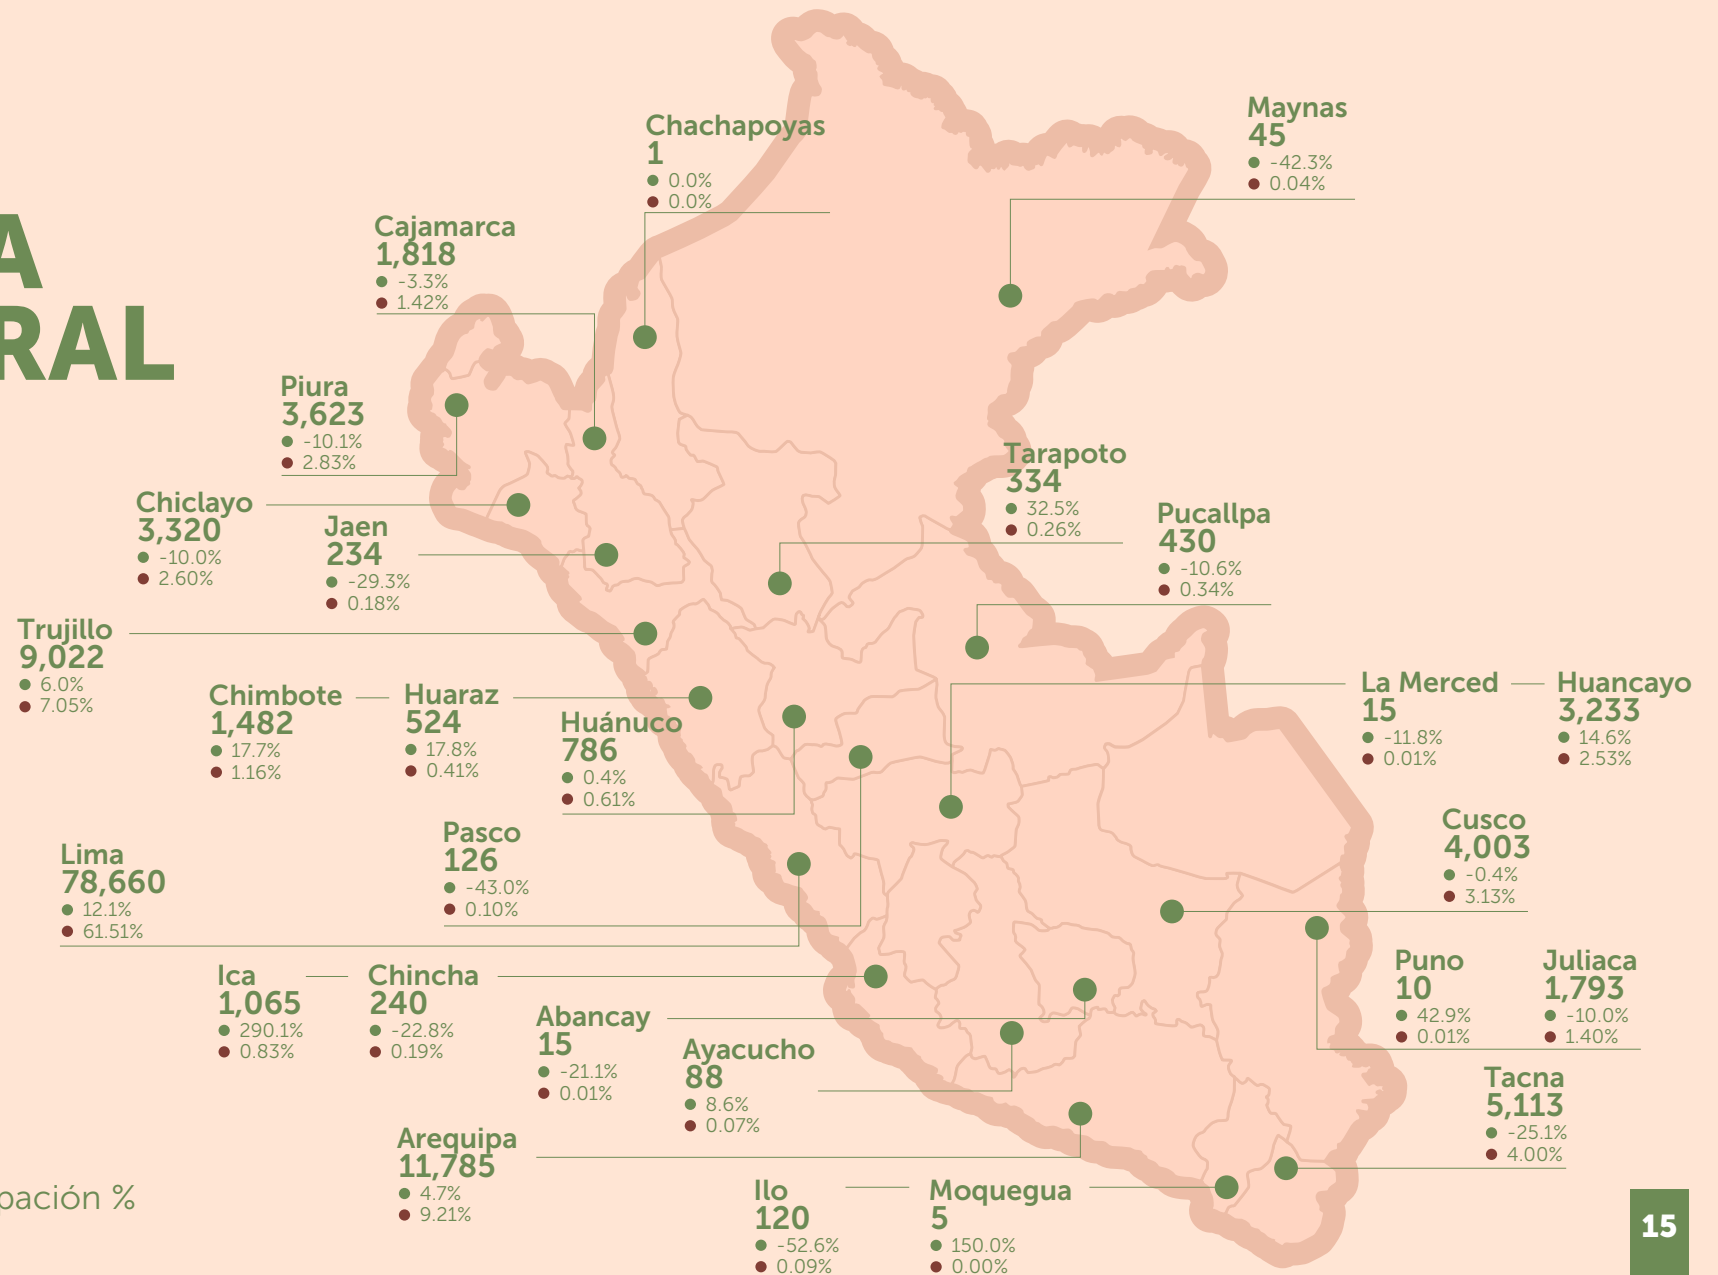 A
RAL
Chachapoyas
1
0.0%
0.0%
Maynas
45
-42.3%
0.04%
Cajamarca
1,818
-3.3%
1.42%
Piura
3,623
-10.1%
2.83%
Tarapoto
334
32.5%
0.26%
Chiclayo
3,320
-10.0%
2.60%
Jaen
234
-29.3%
0.18%
Pucallpa
430
-10.6%
0.34%
Trujillo
9,022
6.0%
7.05%
Chimbote
1,482
17.7%
1.16%
Huaraz
524
17.8%
0.41%
Huánuco
786
0.4%
0.61%
La Merced
15
-11.8%
0.01%
Huancayo
3,233
14.6%
2.53%
Pasco
126
-43.0%
0.10%
Cusco
4,003
-0.4%
3.13%
Lima
78,660
12.1%
61.51%
Ica
1,065
290.1%
0.83%
Chincha
240
-22.8%
0.19%
Puno
10
42.9%
0.01%
Juliaca
1,793
-10.0%
1.40%
Abancay
15
-21.1%
0.01%
Ayacucho
88
8.6%
0.07%
Tacna
5,113
-25.1%
4.00%
Arequipa
11,785
4.7%
9.21%
Ilo
120
-52.6%
0.09%
Moquegua
5
150.0%
0.00%
pación %
15